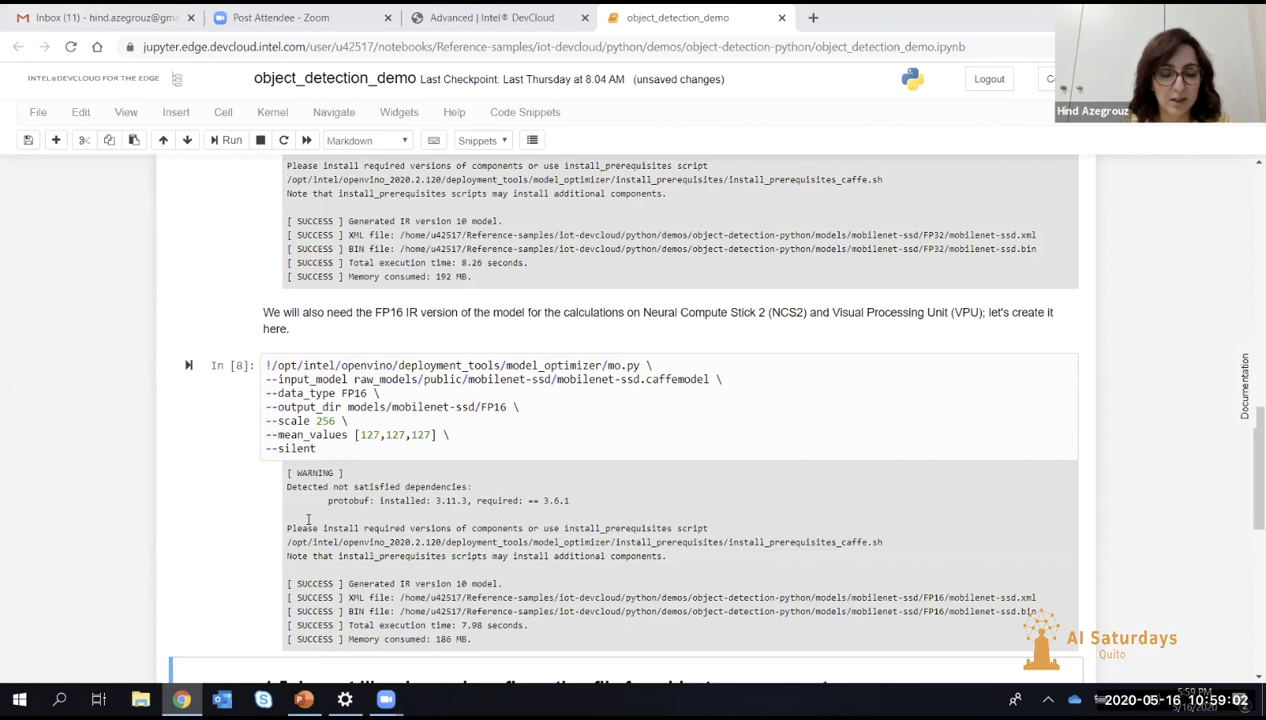 Inbox (11) - hind.azegrouz@gma
Post Attendee - Zoom
Advanced | Intel® DevCloud
object_detection_demo
jupyter.edge.devcloud.intel.com/user/u42517/notebooks/Reference-samples/iot-devcloud/python/demos/object-detection-python/object_detection_demo.ipynb
INTEL® DEVCLOUD FOR THE EDGE
object_detection_demo Last Checkpoint: Last Thursday at 8.04 AM (unsaved changes)
Logout
Hind Azegrouz
File Edit View Insert Cell Kernel Navigate Widgets Help Code Snippets
Run
Markdown
Snippets
Please install required versions of components or use install_prerequisites script
/opt/intel/openvino_2020.2.120/deployment_tools/model_optimizer/install_prerequisites/install_prerequisites_caffe.sh
Note that install_prerequisites scripts may install additional components.
[ SUCCESS ] Generated IR version 10 model.
[ SUCCESS ] XML file: /home/u42517/Reference-samples/iot-devcloud/python/demos/object-detection-python/models/mobilenet-ssd/FP32/mobilenet-ssd.xml
[ SUCCESS ] BIN file: /home/u42517/Reference-samples/iot-devcloud/python/demos/object-detection-python/models/mobilenet-ssd/FP32/mobilenet-ssd.bin
[ SUCCESS ] Total execution time: 8.26 seconds.
[ SUCCESS ] Memory consumed: 192 MB.
We will also need the FP16 IR version of the model for the calculations on Neural Compute Stick 2 (NCS2) and Visual Processing Unit (VPU); let's create it
here.
In [8]:
!/opt/intel/openvino/deployment_tools/model_optimizer/mo.py \
--input_model raw_models/public/mobilenet-ssd/mobilenet-ssd.caffemodel \
--data_type FP16 \
--output_dir models/mobilenet-ssd/FP16 \
--scale 256 \
--mean_values [127,127,127] \
--silent
[ WARNING ]
Detected not satisfied dependencies:
protobuf: installed: 3.11.3, required: == 3.6.1
Please install required versions of components or use install_prerequisites script
/opt/intel/openvino_2020.2.120/deployment_tools/model_optimizer/install_prerequisites/install_prerequisites_caffe.sh
Note that install_prerequisites scripts may install additional components.
[ SUCCESS ] Generated IR version 10 model.
[ SUCCESS ] XML file: /home/u42517/Reference-samples/iot-devcloud/python/demos/object-detection-python/models/mobilenet-ssd/FP16/mobilenet-ssd.xml
[ SUCCESS ] BIN file: /home/u42517/Reference-samples/iot-devcloud/python/demos/object-detection-python/models/mobilenet-ssd/FP16/mobilenet-ssd.bin
[ SUCCESS ] Total execution time: 7.98 seconds.
[ SUCCESS ] Memory consumed: 186 MB.
Documentation
AI Saturdays
Quito
5:59 PM
2020-05-16 10:59:02